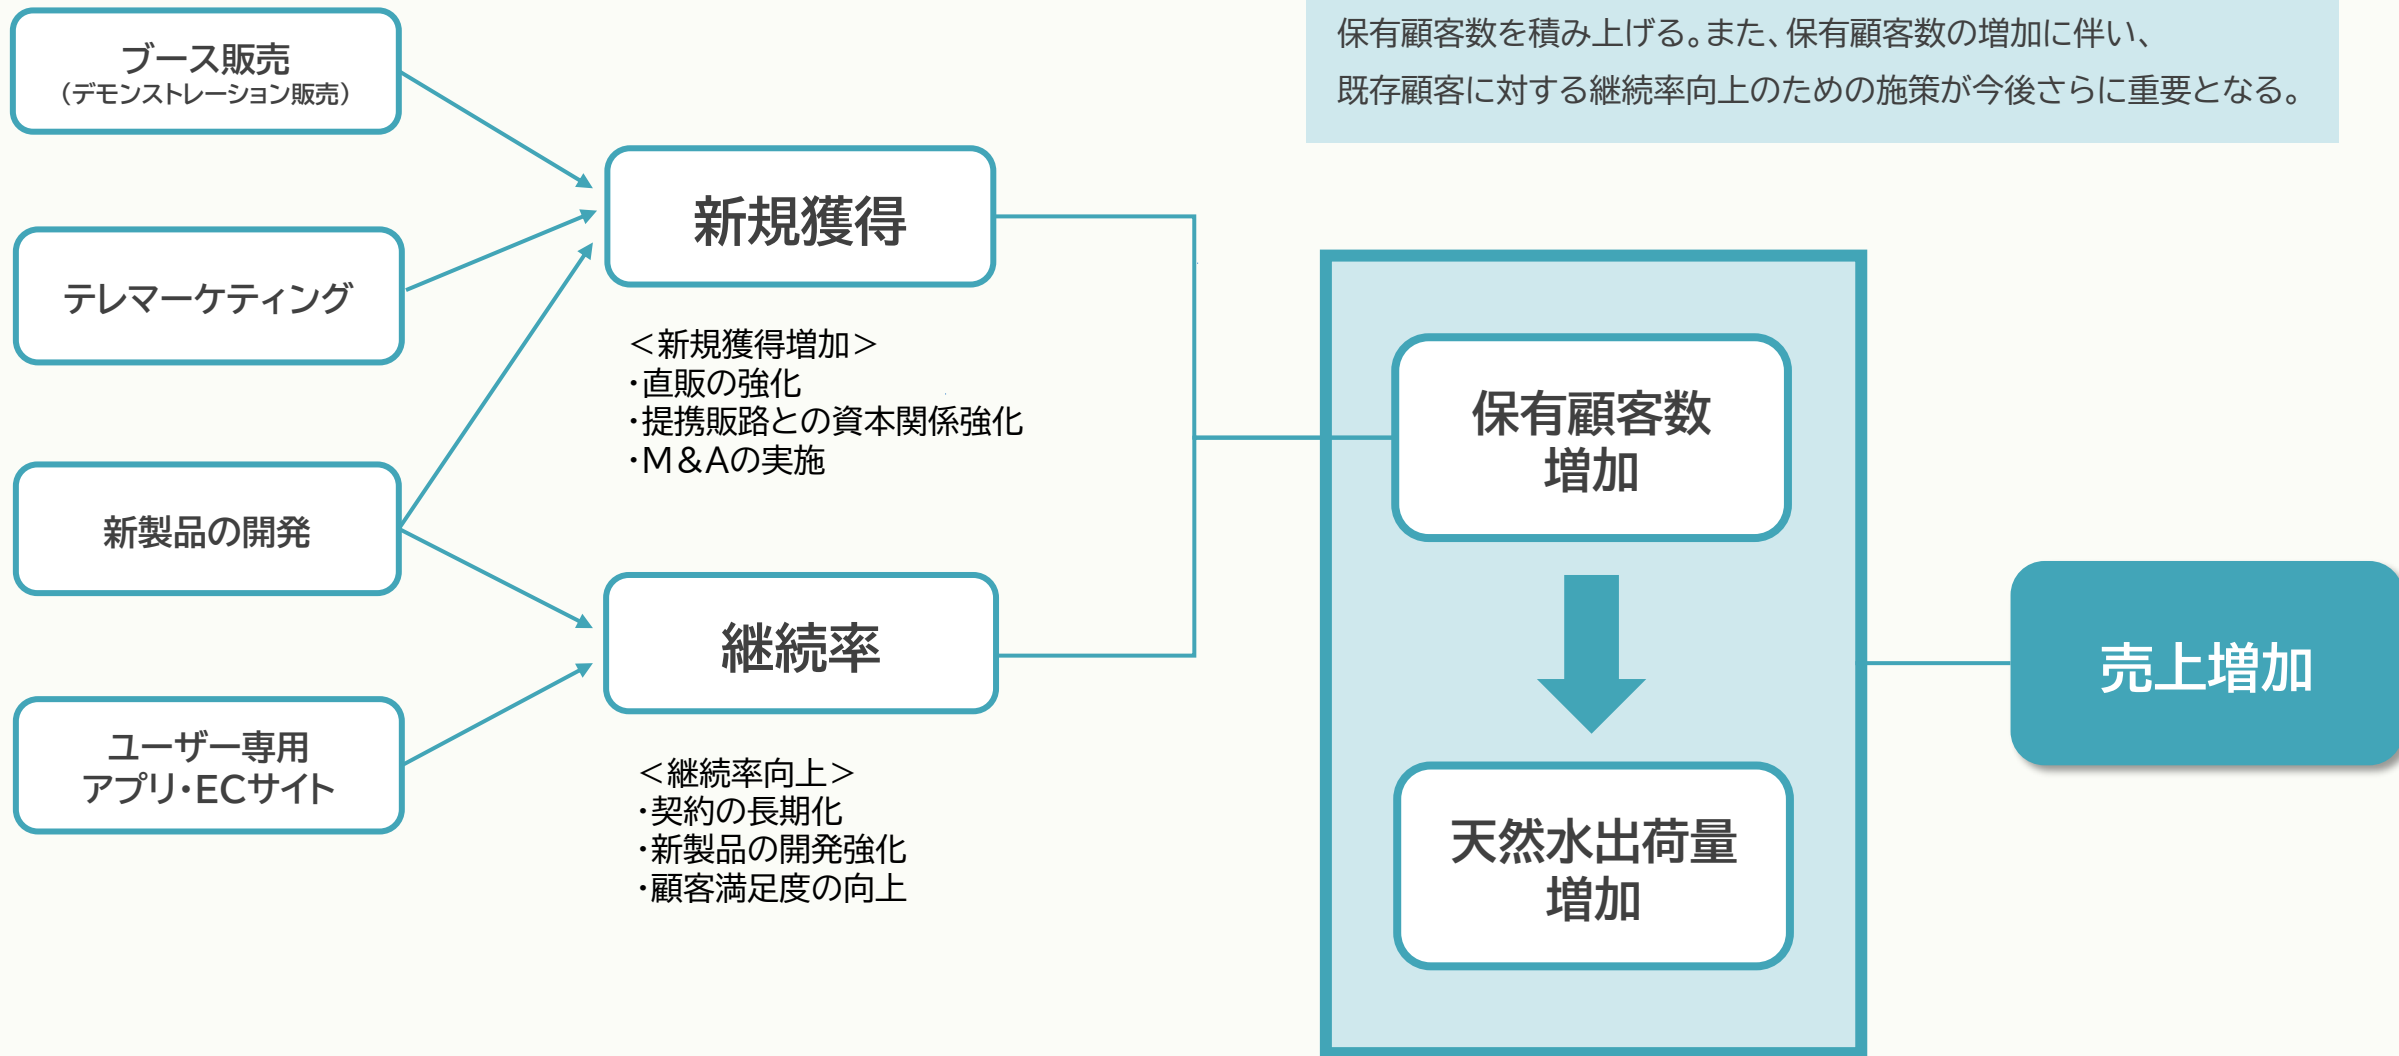 保有顧客数を積み上げる。また、保有顧客数の増加に伴い、
既存顧客に対する継続率向上のための施策が今後さらに重要となる。
ブース販売
（デモンストレーション販売）
テレマーケティング
新製品の開発
ユーザー専用
アプリ・ECサイト
新規獲得
＜新規獲得増加＞
・直販の強化
・提携販路との資本関係強化
・M＆Aの実施
継続率
＜継続率向上＞
・契約の長期化
・新製品の開発強化
・顧客満足度の向上
保有顧客数
増加
天然水出荷量
増加
売上増加